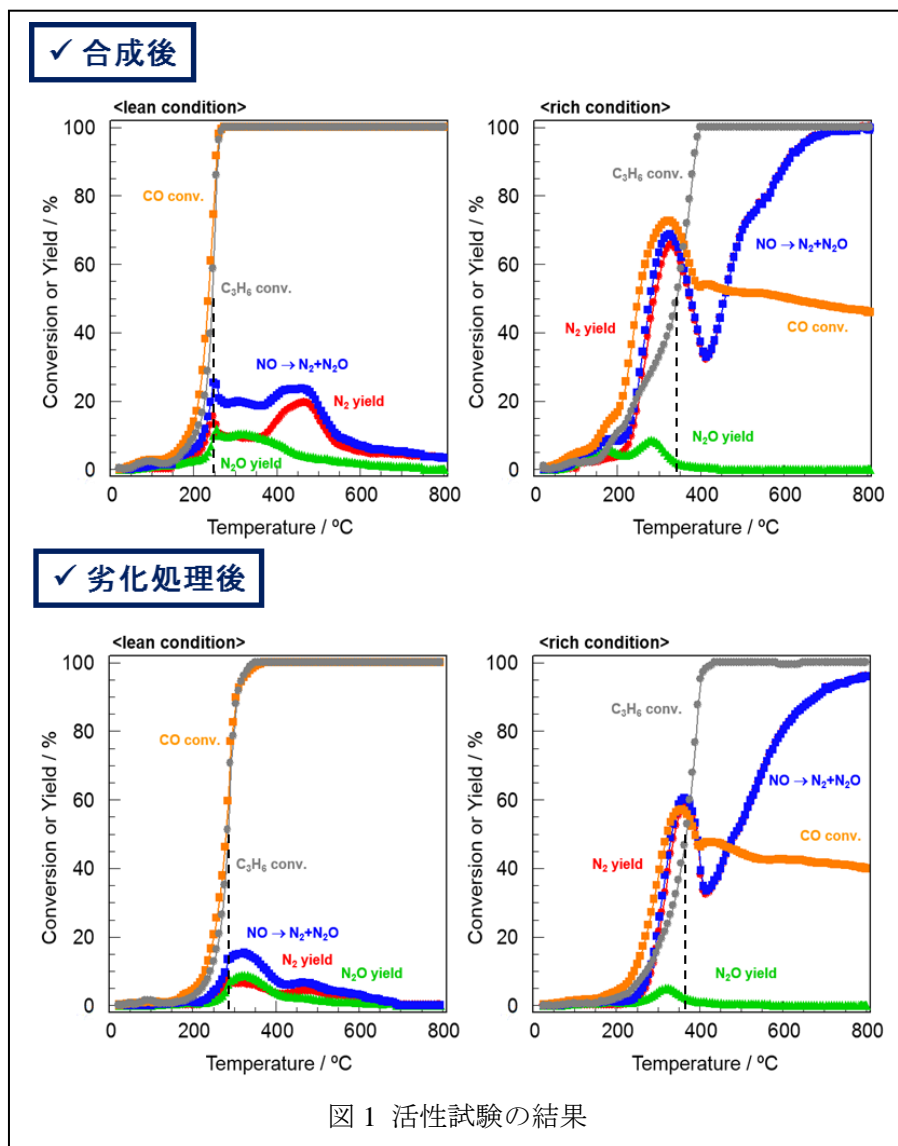 ✓ 合成後
<lean condition>
100
80
60
40
20
0
0
200
400
600
800
Conversion or Yield / %
Temperature / ºC
CO conv.
C₃H₆ conv.
NO → N₂+N₂O
N₂ yield
N₂O yield
<rich condition>
100
80
60
40
20
0
0
200
400
600
800
Conversion or Yield / %
Temperature / ºC
C₃H₆ conv.
NO → N₂+N₂O
N₂ yield
CO conv.
N₂O yield
✓ 劣化処理後
<lean condition>
100
80
60
40
20
0
0
200
400
600
800
Conversion or Yield / %
Temperature / ºC
CO conv.
C₃H₆ conv.
NO → N₂+N₂O
N₂ yield
N₂O yield
<rich condition>
100
80
60
40
20
0
0
200
400
600
800
Conversion or Yield / %
Temperature / ºC
C₃H₆ conv.
NO → N₂+N₂O
CO conv.
N₂ yield
N₂O yield
図 1 活性試験の結果